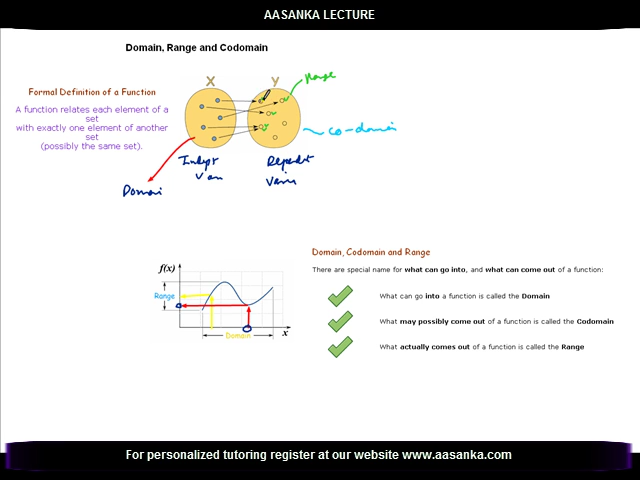 AASANKA LECTURE
Domain, Range and Codomain
X Y
Range
Formal Definition of a Function
A function relates each element of a
set
with exactly one element of another
set
(possibly the same set).
co-domain
Domain
f(x)
Range
Domain
x
Domain, Codomain and Range
There are special name for what can go into, and what can come out of a function:
What can go into a function is called the Domain
What may possibly come out of a function is called the Codomain
What actually comes out of a function is called the Range
For personalized tutoring register at our website www.aasanka.com